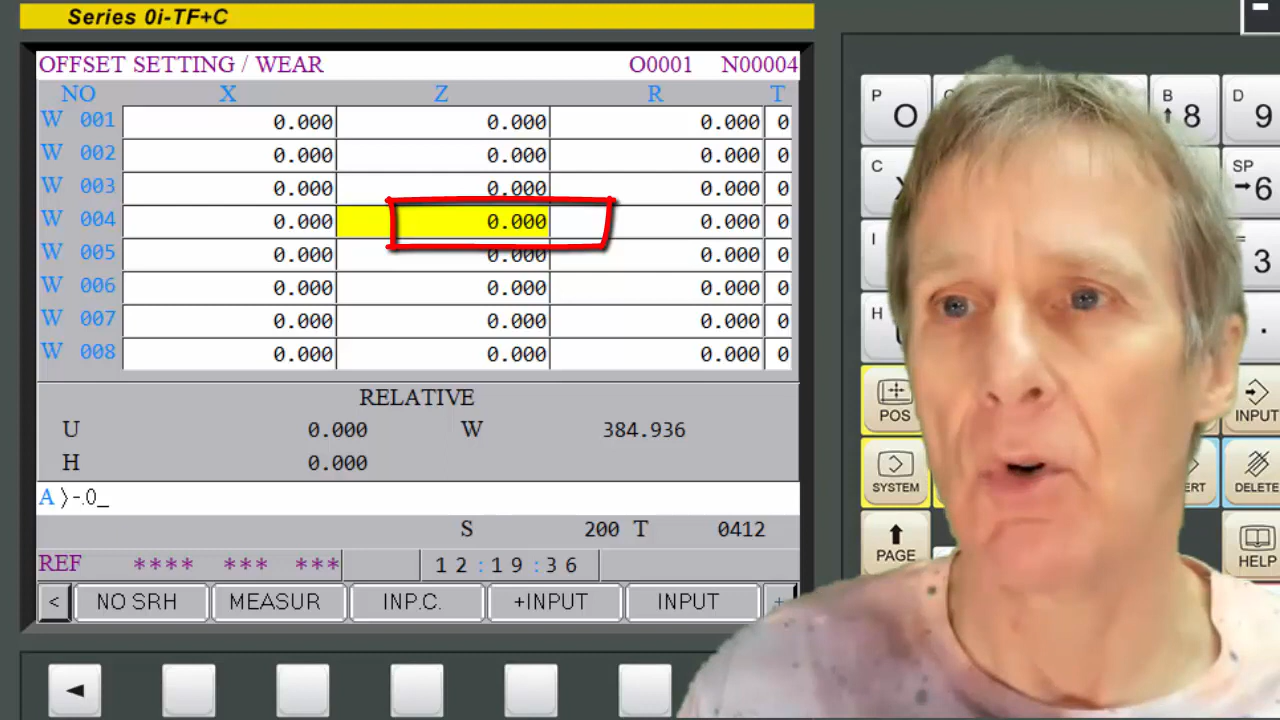 Series 0i-TF+C
OFFSET SETTING / WEAR O0001 N00004
NO X Z R T
W 001 0.000 0.000 0.000 0
W 002 0.000 0.000 0.000 0
W 003 0.000 0.000 0.000 0
W 004 0.000 0.000 0.000 0
W 005 0.000 0.000 0.000 0
W 006 0.000 0.000 0.000 0
W 007 0.000 0.000 0.000 0
W 008 0.000 0.000 0.000 0
RELATIVE
U 0.000 W 384.936
H 0.000
A >-.0_
S 200 T 0412
REF **** *** *** 12:19:36
< NO SRH MEASUR INP.C. +INPUT INPUT +
P O B ↑ 8 D 9
C SP →6
I = 3
H .
POS INPUT
SYSTEM DELETE
PAGE HELP